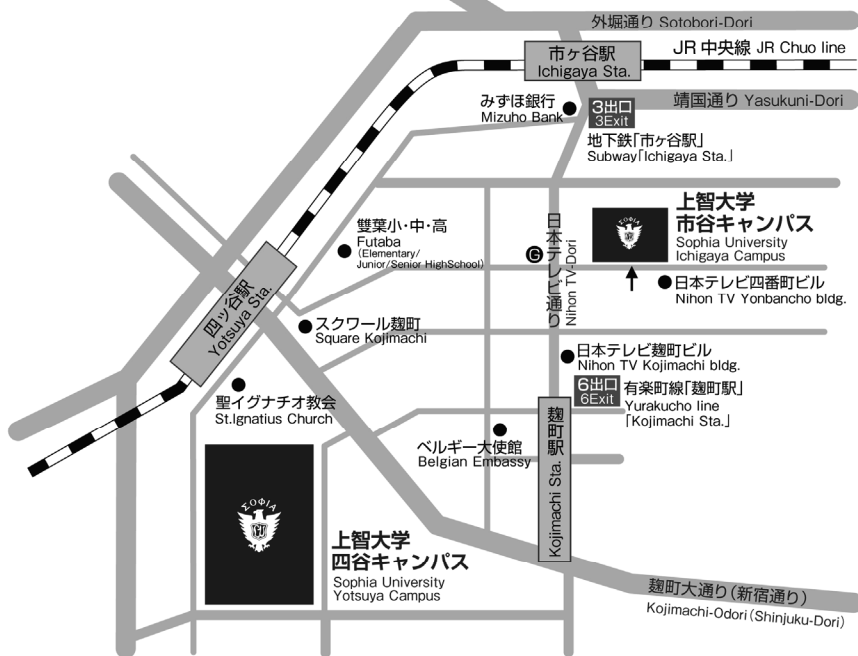 外堀通り Sotobori-Dori
市ヶ谷駅
Ichigaya Sta.
JR 中央線 JR Chuo line
みずほ銀行
Mizuho Bank
3出口
3Exit
靖国通り Yasukuni-Dori
地下鉄「市ヶ谷駅」
Subway「Ichigaya Sta.」
上智大学
市谷キャンパス
Sophia University
Ichigaya Campus
ΣΟΦΙΑ
雙葉小・中・高
Futaba
(Elementary/
Junior/Senior HighSchool)
G
日本テレビ通り
Nihon TV-Dori
日本テレビ四番町ビル
Nihon TV Yonbancho bldg.
四ッ谷駅
Yotsuya Sta.
スクワール麹町
Square Kojimachi
日本テレビ麹町ビル
Nihon TV Kojimachi bldg.
6出口
6Exit
有楽町線「麹町駅」
Yurakucho line
「Kojimachi Sta.」
聖イグナチオ教会
St.Ignatius Church
麹町駅
Kojimachi Sta.
ベルギー大使館
Belgian Embassy
ΣΟΦΙΑ
上智大学
四谷キャンパス
Sophia University
Yotsuya Campus
麹町大通り(新宿通り)
Kojimachi-Odori(Shinjuku-Dori)